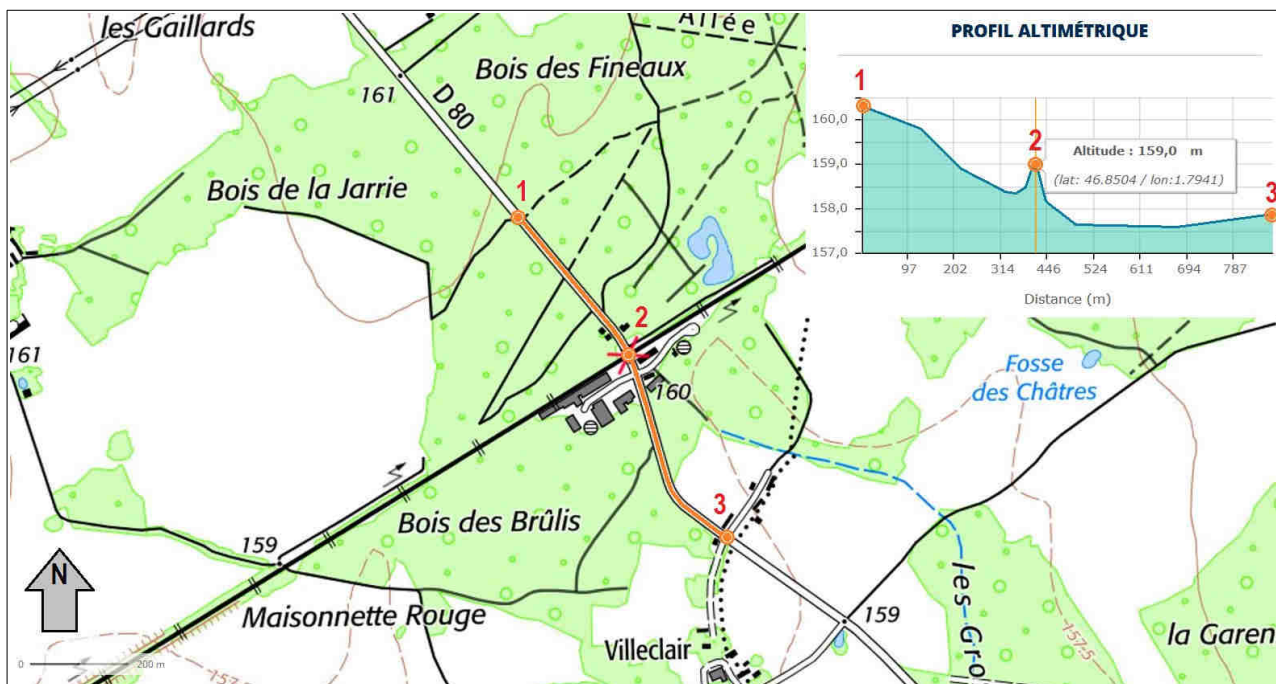 les Gaillards
Allée
PROFIL ALTIMÉTRIQUE
Bois des Fineaux
161
D 80
1
160,0
159,0
158,0
157,0
2
Altitude : 159,0 m
(lat: 46.8504 / lon:1.7941)
3
97 202 314 446 524 611 694 787
Distance (m)
Bois de la Jarrie
1
2
161
160
Fosse
des Châtres
3
Bois des Brûlis
159
N
Maisonnette Rouge
les Gro
159
157.5
la Garen
Villeclair
0 200 m
157.5